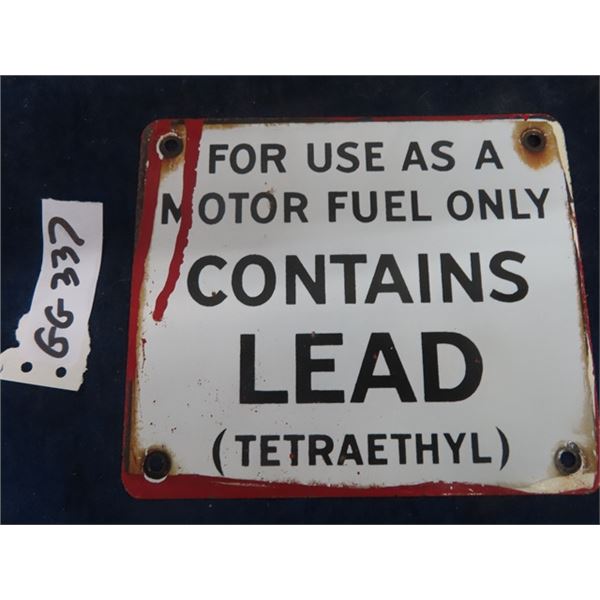 FOR USE AS A
MOTOR FUEL ONLY
CONTAINS
LEAD
(TETRAETHYL)
GG-337